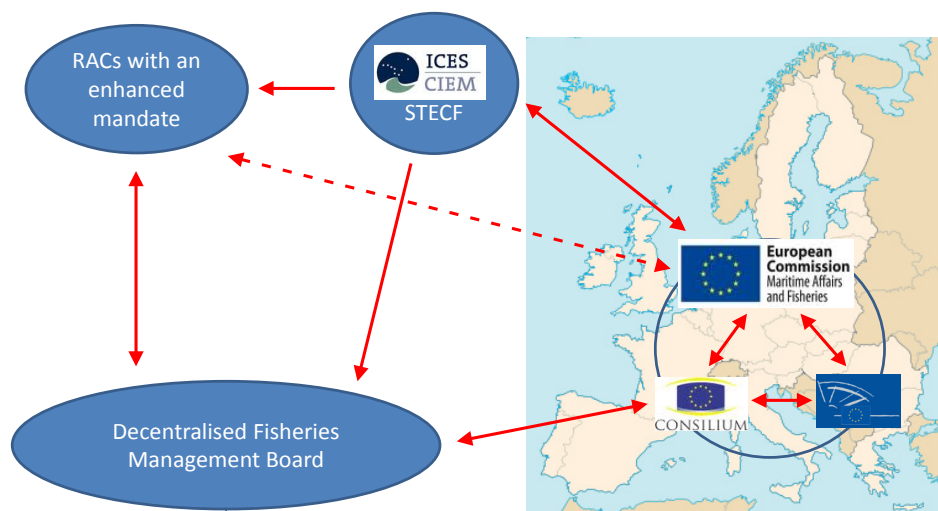 RACs with an
enhanced
mandate
ICES
CIEM
STECF
European
Commission
Maritime Affairs
and Fisheries
CONSILIUM
Decentralised Fisheries
Management Board